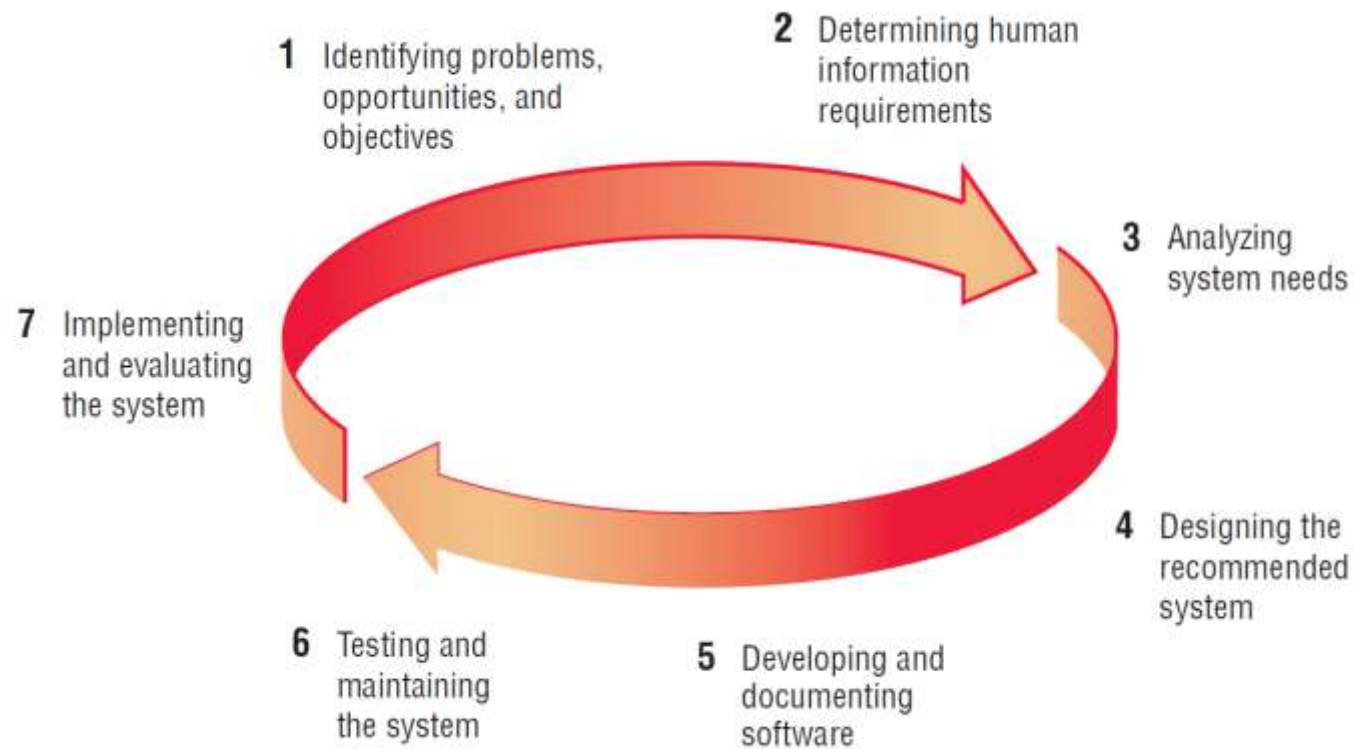 1 Identifying problems,
opportunities, and
objectives
2 Determining human
information
requirements
3 Analyzing
system needs
4 Designing the
recommended
system
5 Developing and
documenting
software
6 Testing and
maintaining
the system
7 Implementing
and evaluating
the system